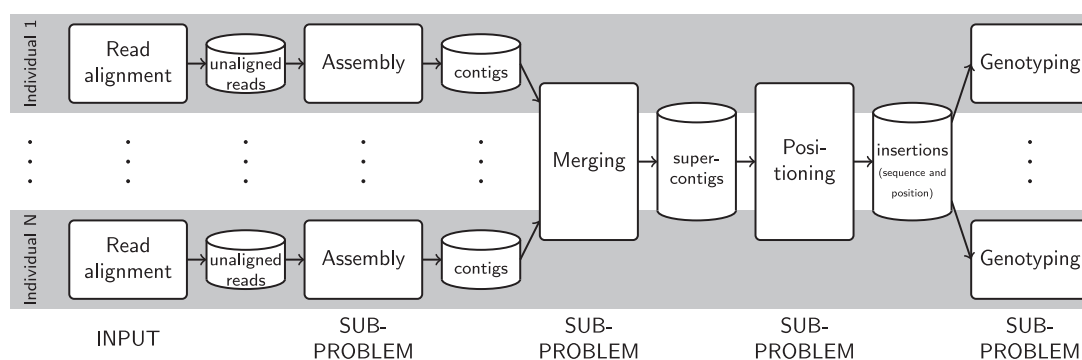 Individual 1
Read
alignment
unaligned
reads
Assembly
contigs
Genotyping
Merging
super-
contigs
Posi-
tioning
insertions
(sequence and
position)
Individual N
Read
alignment
unaligned
reads
Assembly
contigs
Genotyping
INPUT
SUB-
PROBLEM
SUB-
PROBLEM
SUB-
PROBLEM
SUB-
PROBLEM